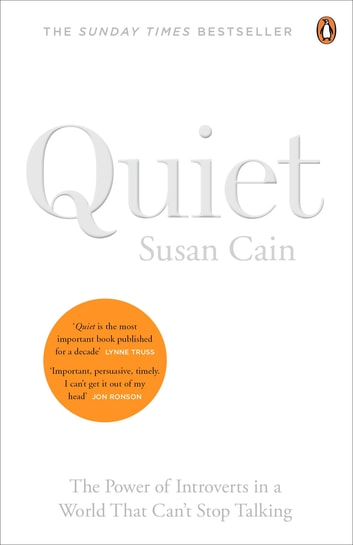 THE SUNDAY TIMES BESTSELLER
Quiet
Susan Cain
‘Quiet is the most
important book published
for a decade’ LYNNE TRUSS
‘Important, persuasive, timely.
I can’t get it out of my
head’ JON RONSON
The Power of Introverts in a
World That Can’t Stop Talking